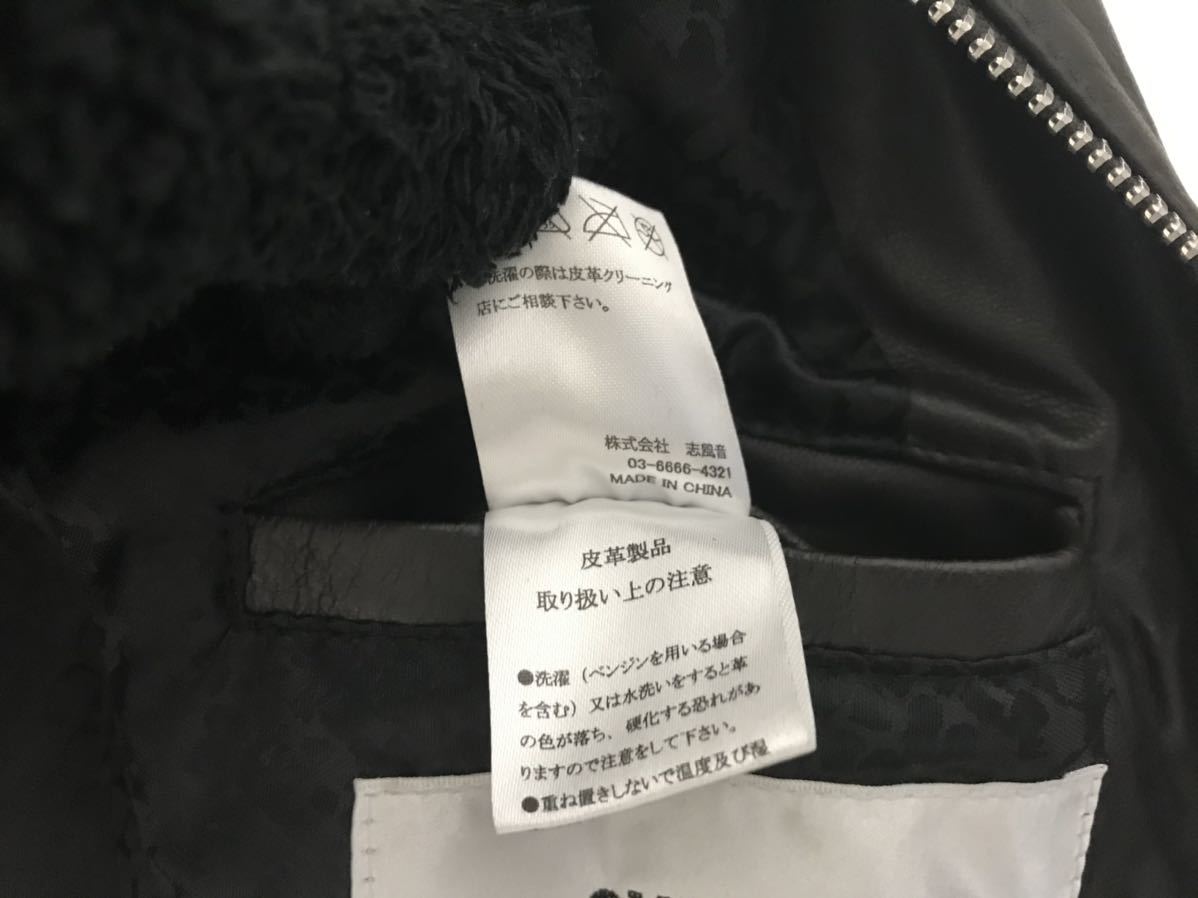 ●洗濯の際は皮革クリーニング
店にご相談下さい。
株式会社 志風音
03-6666-4321
MADE IN CHINA
皮革製品
取り扱い上の注意
●洗濯(ベンジンを用いる場合
を含む)又は水洗いをすると革
の色が落ち、硬化する恐れがあ
りますので注意をして下さい。
●重ね置きしないで温度及び湿